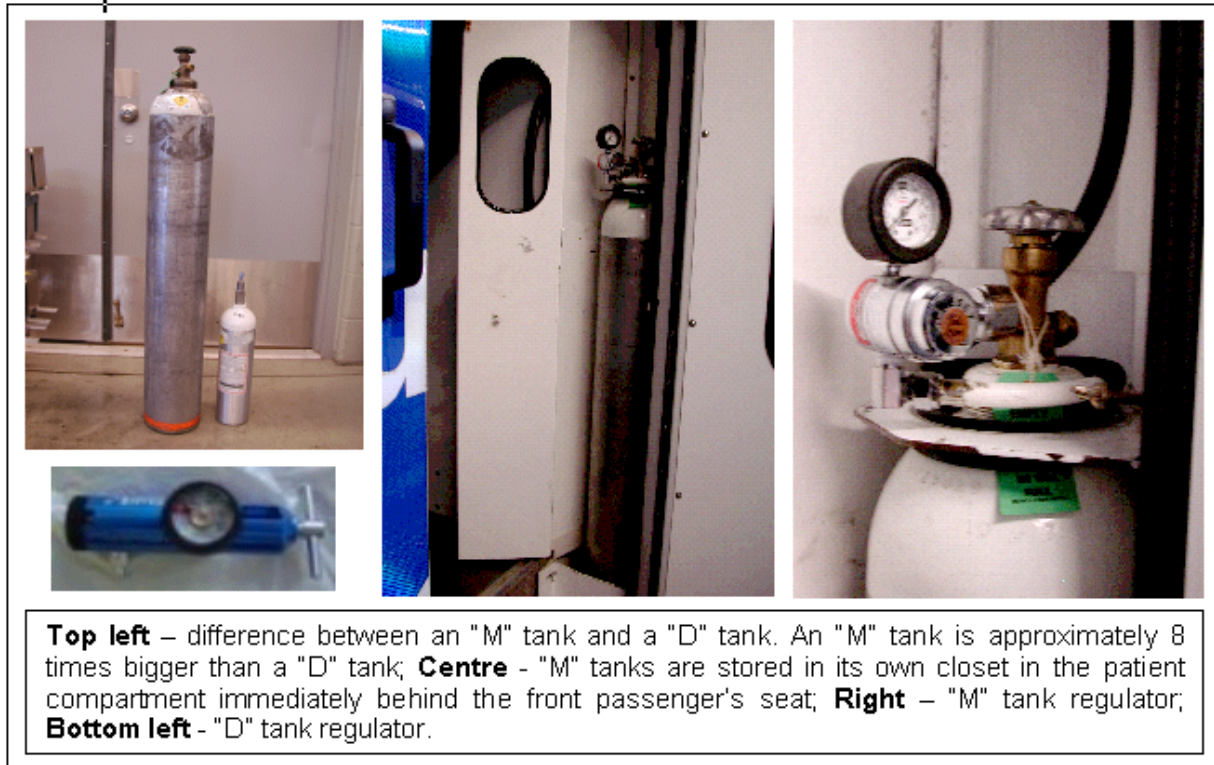 Top left – difference between an "M" tank and a "D" tank. An "M" tank is approximately 8
times bigger than a "D" tank; Centre - "M" tanks are stored in its own closet in the patient
compartment immediately behind the front passenger's seat; Right – "M" tank regulator;
Bottom left - "D" tank regulator.